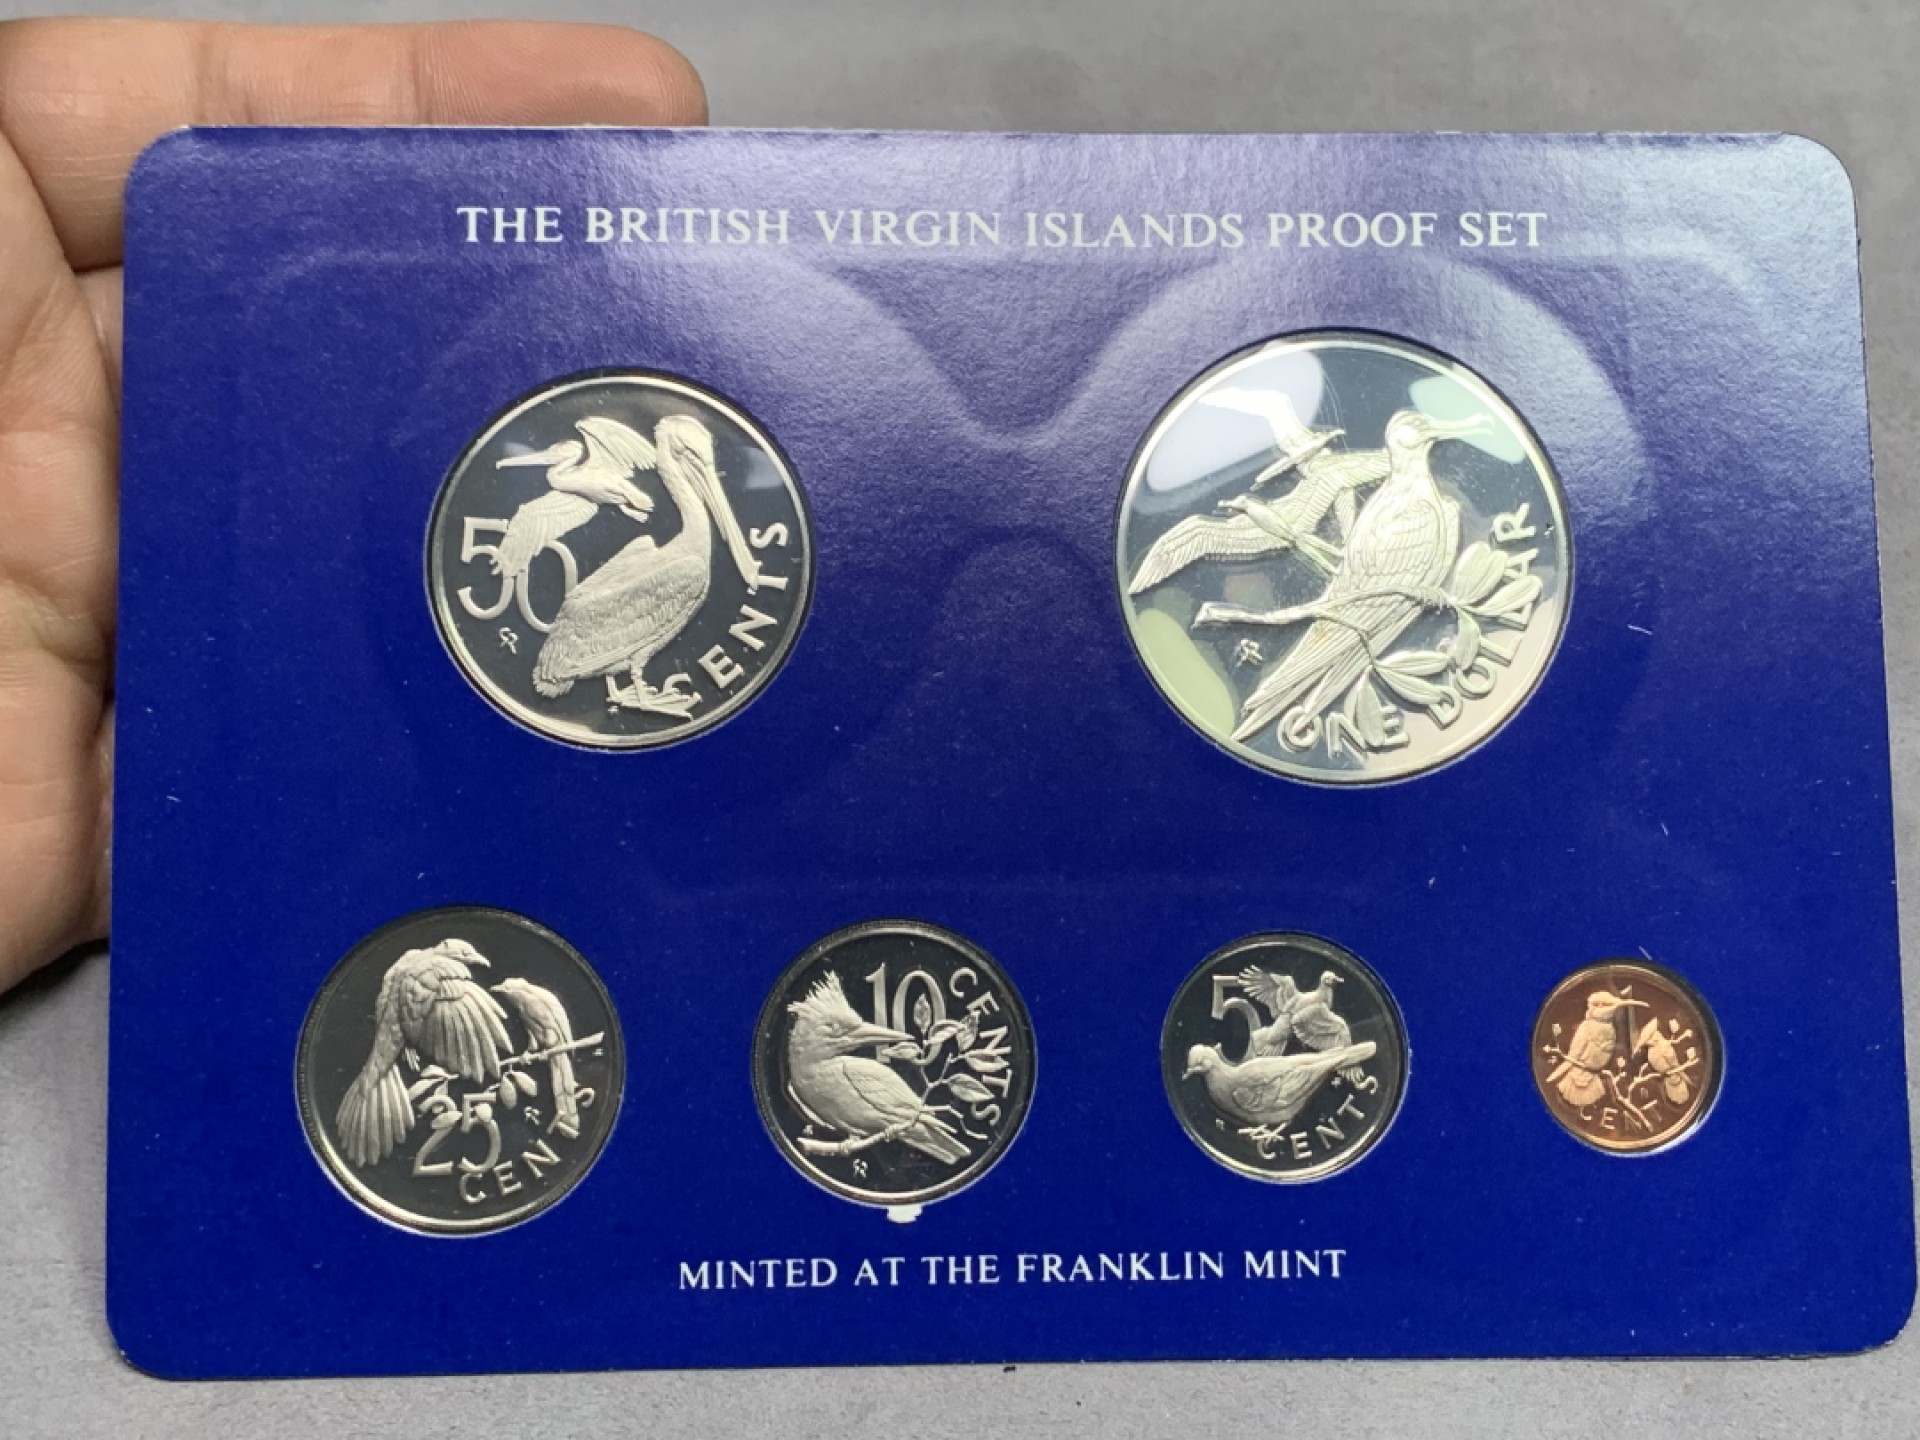 THE BRITISH VIRGIN ISLANDS PROOF SET
50 CENTS
ONE DOLLAR
25 CENTS
10 CENTS
5 CENTS
1 CENT
MINTED AT THE FRANKLIN MINT